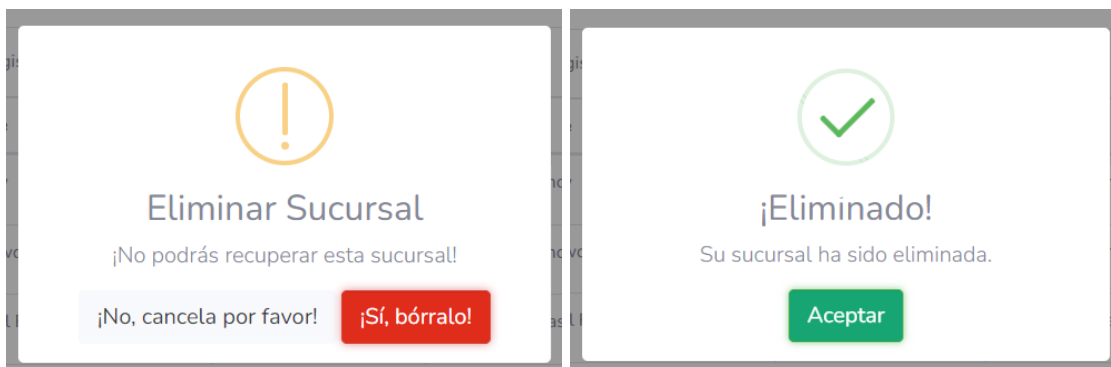 Eliminar Sucursal
¡No podrás recuperar esta sucursal!
¡No, cancela por favor!
¡Sí, bórralo!
¡Eliminado!
Su sucursal ha sido eliminada.
Aceptar